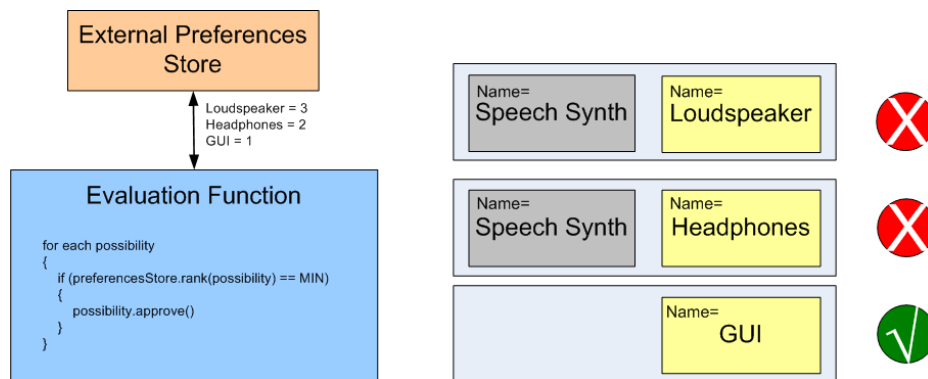 External Preferences
Store
Loudspeaker = 3
Headphones = 2
GUI = 1
Evaluation Function
for each possibility
{
if (preferencesStore.rank(possibility) == MIN)
{
possibility.approve()
}
}
Name=
Speech Synth
Name=
Loudspeaker
X
Name=
Speech Synth
Name=
Headphones
X
Name=
GUI
√